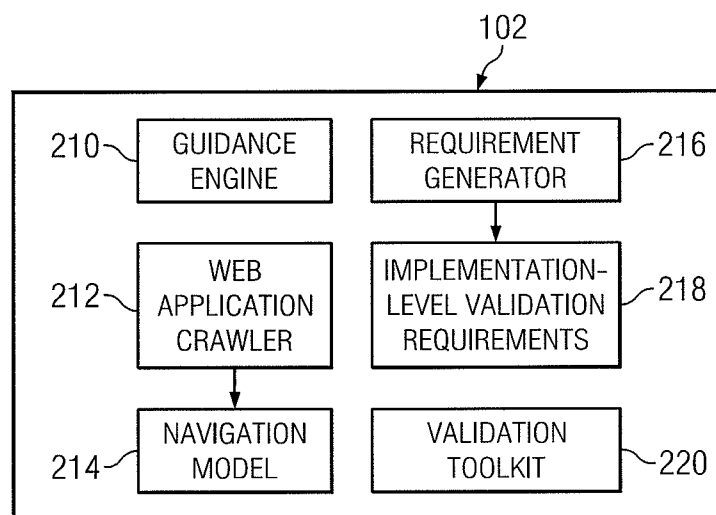 102
210
GUIDANCE
ENGINE
REQUIREMENT
GENERATOR
216
212
WEB
APPLICATION
CRAWLER
IMPLEMENTATION-
LEVEL VALIDATION
REQUIREMENTS
218
214
NAVIGATION
MODEL
VALIDATION
TOOLKIT
220